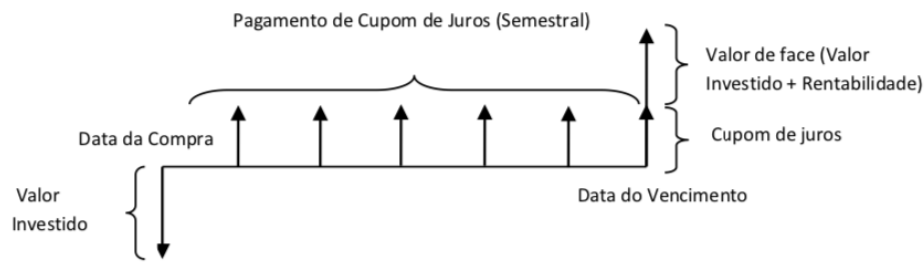 Pagamento de Cupom de Juros (Semestral)
Valor de face (Valor
Investido + Rentabilidade)
Cupom de juros
Data da Compra
Data do Vencimento
Valor
Investido